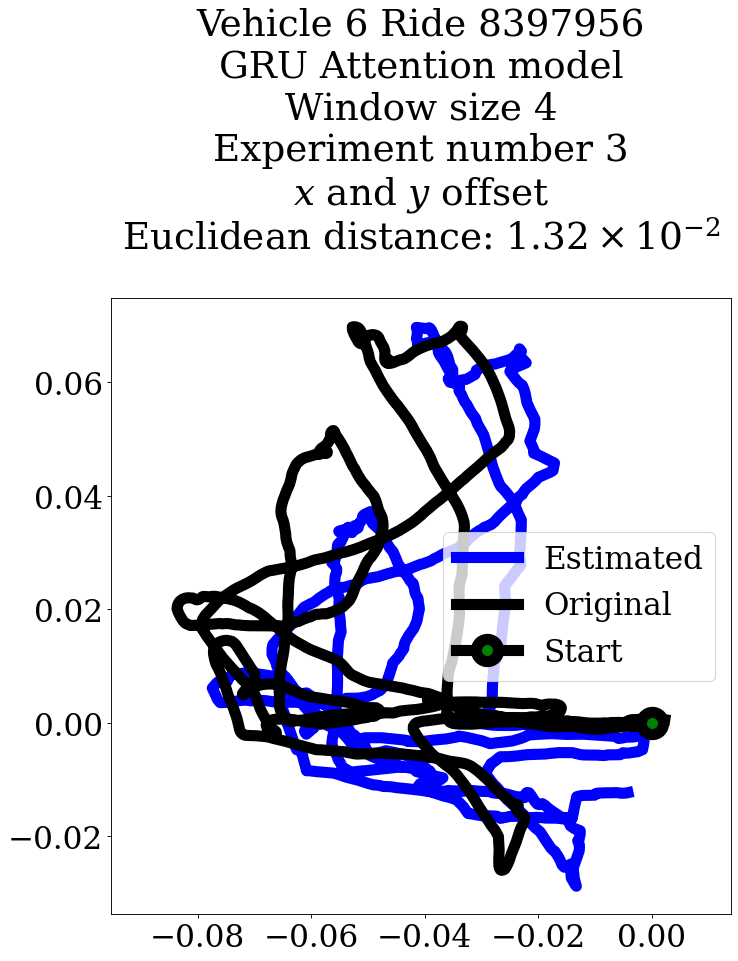 Vehicle 6 Ride 8397956
GRU Attention model
Window size 4
Experiment number 3
x and y offset
Euclidean distance: 1.32 × 10⁻²
0.06
0.04
Estimated
0.02
Original
Start
0.00
−0.02
−0.08 −0.06 −0.04 −0.02 0.00